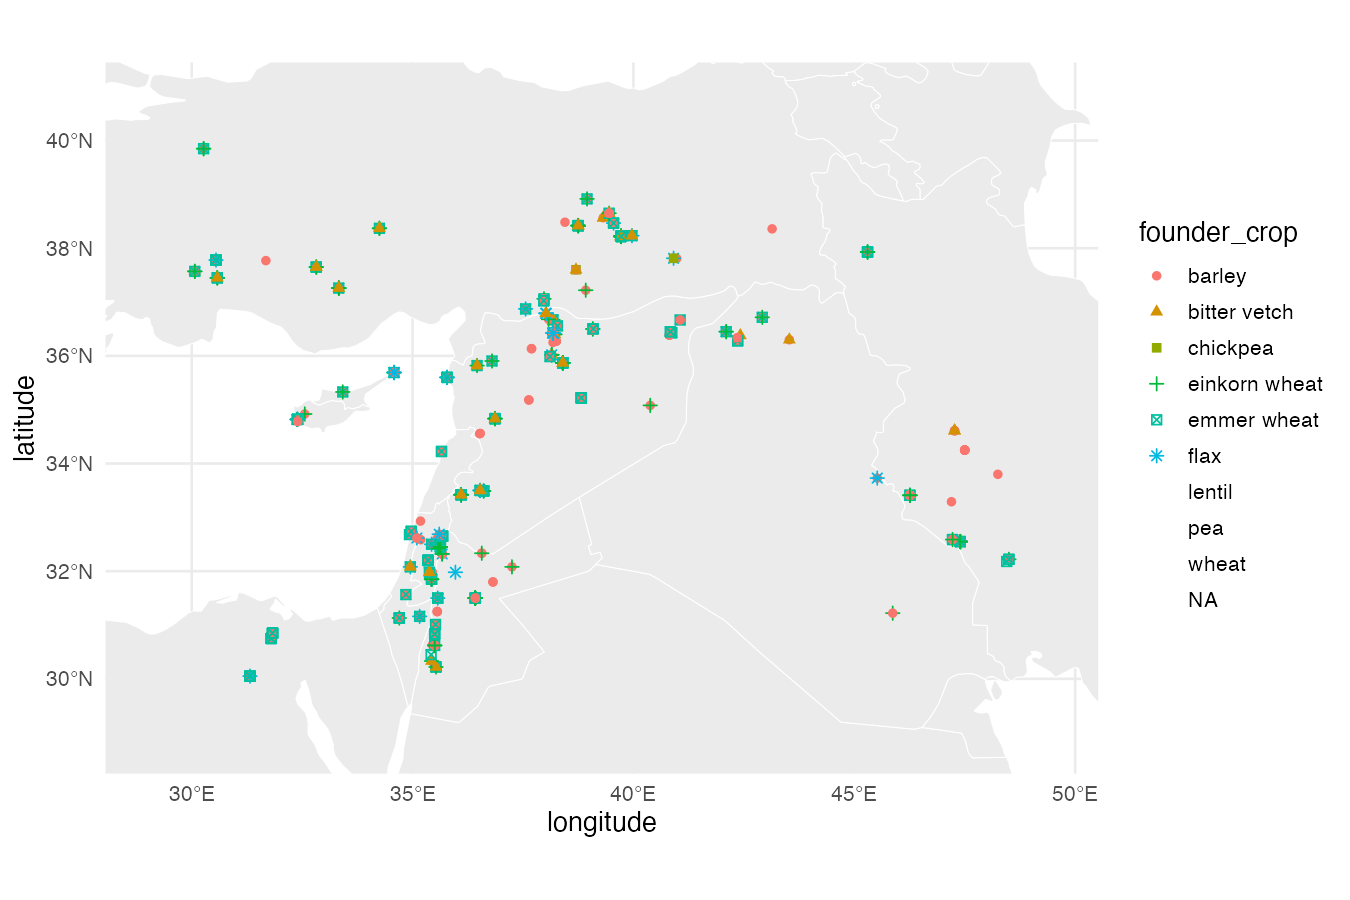 40°N
38°N
36°N
34°N
32°N
30°N
latitude
30°E
35°E
40°E
45°E
50°E
longitude
founder_crop
barley
bitter vetch
chickpea
einkorn wheat
emmer wheat
flax
lentil
pea
wheat
NA